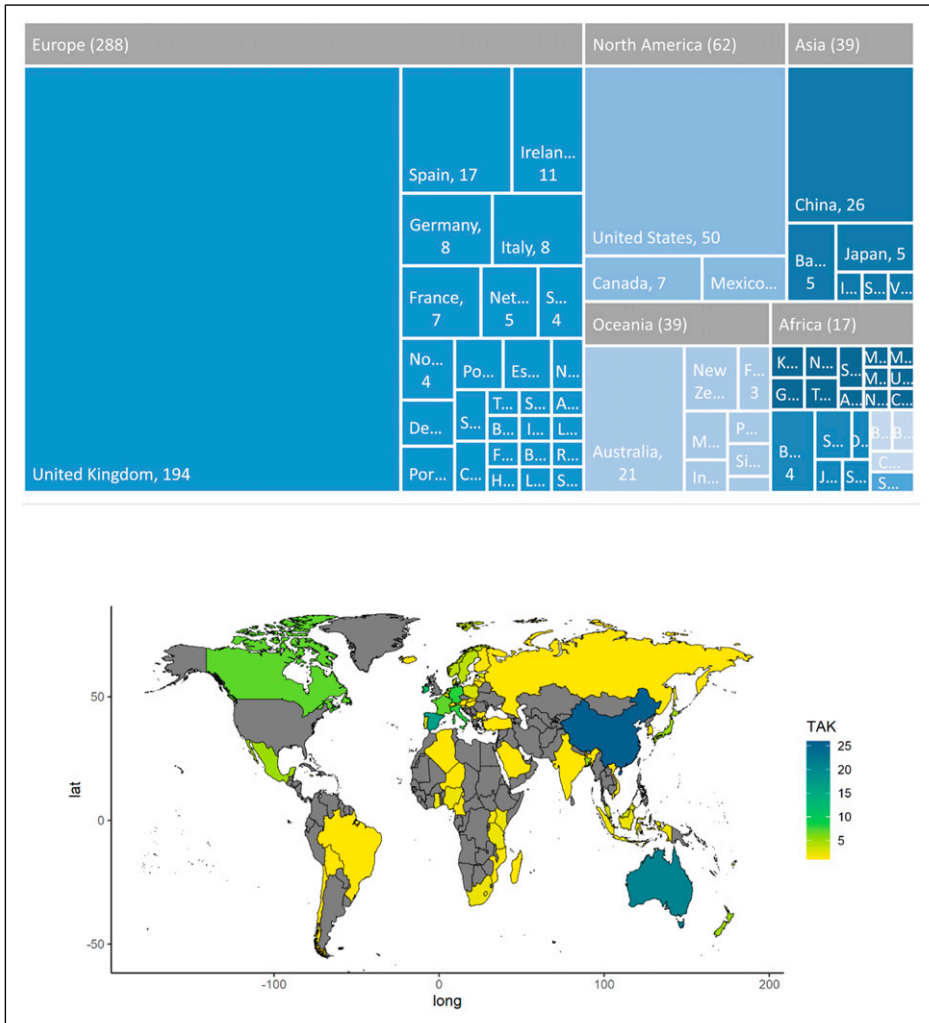 Europe (288)
North America (62)
Asia (39)
United Kingdom, 194
Spain, 17
Irelan...
11
Germany,
8
Italy, 8
France,
7
Net...
5
S...
4
No...
4
Po...
Es...
N...
De...
S...
T...
S...
A...
B...
I...
L...
Por...
C...
F...
B...
R...
H...
L...
S...
United States, 50
Canada, 7
Mexico...
China, 26
Ba...
5
Japan, 5
I...
S...
V...
Oceania (39)
Africa (17)
Australia,
21
New
Ze...
F...
3
M...
P...
Si...
In...
K...
N...
S...
M...
M...
M...
U...
G...
T...
A...
N...
C...
B...
4
S...
D...
B...
B...
C...
J...
S...
S...
lat
50
0
-50
-100
0
100
200
long
TAK
25
20
15
10
5